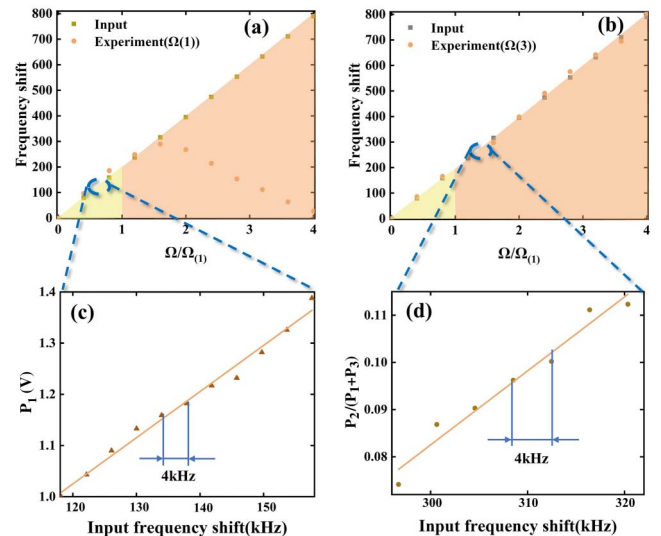 (a)
Input
Experiment(Ω(1))
Frequency shift
800
700
600
500
400
300
200
100
0
0 1 2 3 4
Ω/Ω(1)
(b)
Input
Experiment(Ω(3))
Frequency shift
800
700
600
500
400
300
200
100
0
0 1 2 3 4
Ω/Ω(1)
(c)
P1 (V)
1.4
1.3
1.2
1.1
1.0
4kHz
120 130 140 150
Input frequency shift(kHz)
(d)
P2/(P1+P3)
0.11
0.10
0.09
0.08
4kHz
300 310 320
Input frequency shift(kHz)